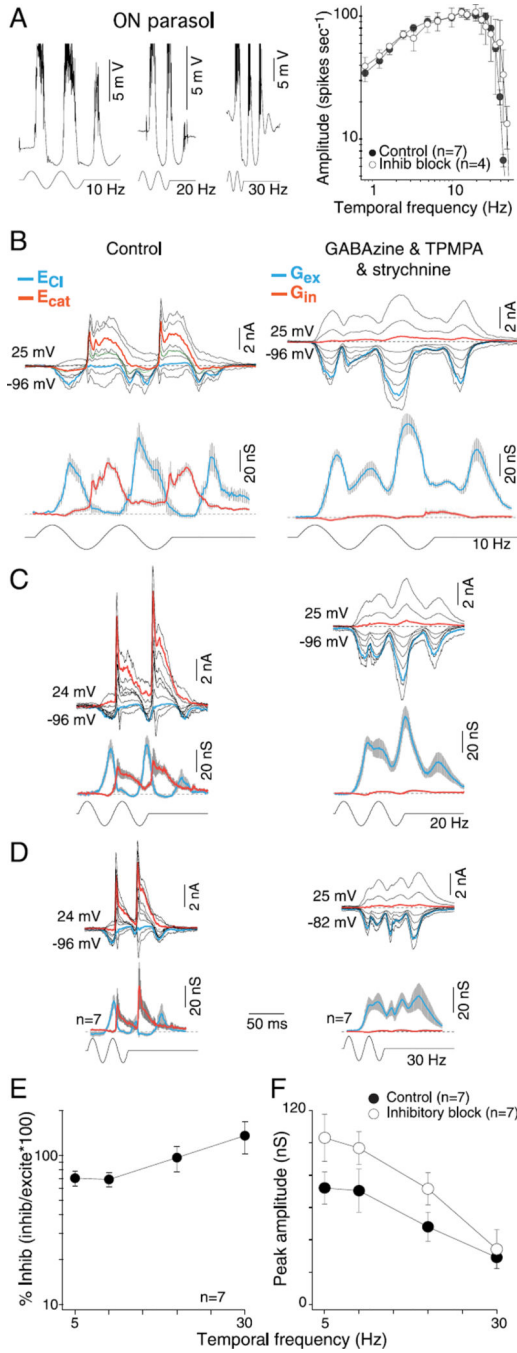 A
ON parasol
5 mV
5 mV
5 mV
10 Hz
20 Hz
30 Hz
Amplitude (spikes sec⁻¹)
100
10
Control (n=7)
Inhib block (n=4)
1
10
Temporal frequency (Hz)
B
Control
GABAzine & TPMPA
& strychnine
ECl
Ecat
Gex
Gin
25 mV
-96 mV
2 nA
25 mV
-96 mV
2 nA
20 nS
20 nS
10 Hz
C
24 mV
-96 mV
2 nA
25 mV
-96 mV
2 nA
20 nS
20 nS
20 Hz
D
24 mV
-96 mV
2 nA
25 mV
-82 mV
2 nA
n=7
20 nS
50 ms
n=7
20 nS
30 Hz
E
F
Control (n=7)
Inhibitory block (n=7)
% Inhib (inhib/excite*100)
100
10
n=7
5
30
Peak amplitude (nS)
120
0
5
30
Temporal frequency (Hz)